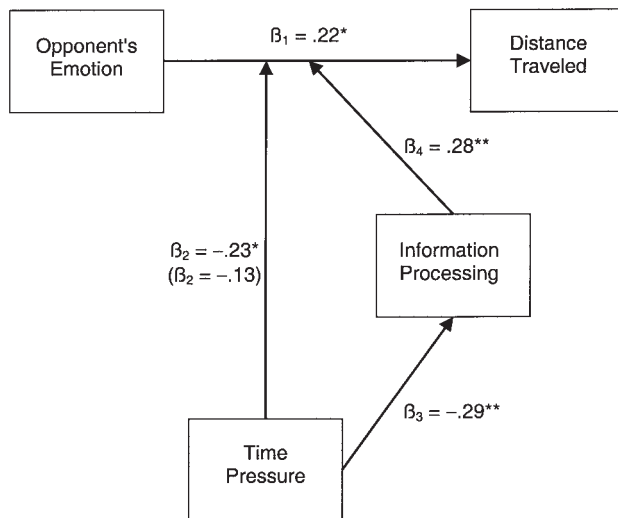 Opponent's
Emotion
ß₁ = .22*
Distance
Traveled
ß₄ = .28**
ß₂ = –.23*
(ß₂ = –.13)
Information
Processing
ß₃ = –.29**
Time
Pressure